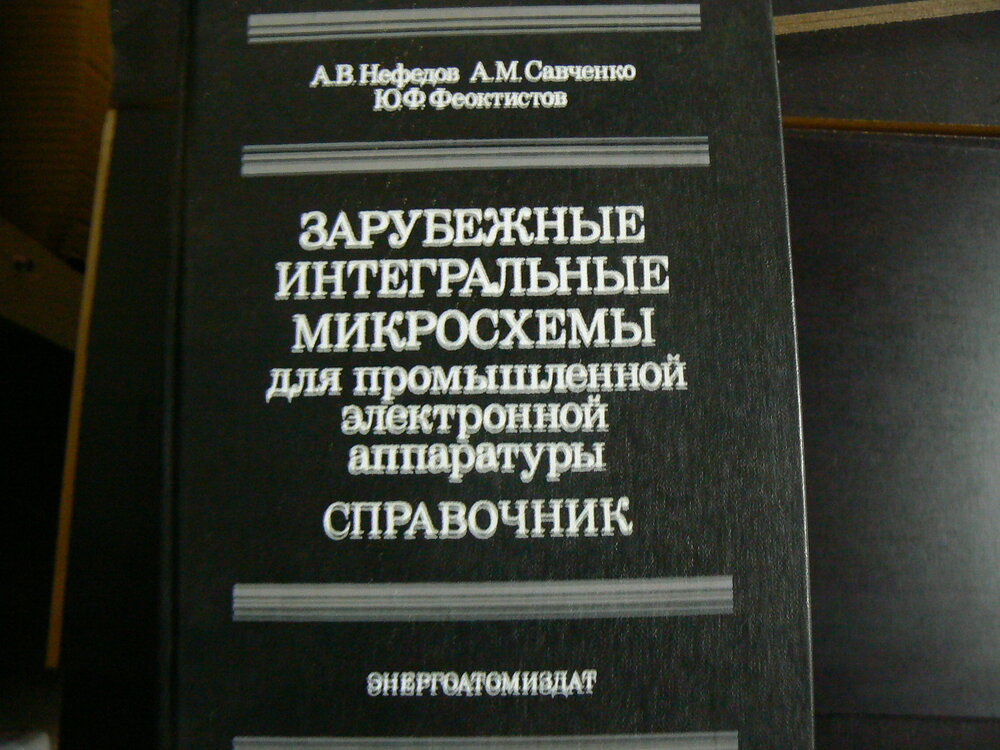 А.В. Нефедов А.М. Савченко
Ю.Ф. Феоктистов
ЗАРУБЕЖНЫЕ
ИНТЕГРАЛЬНЫЕ
МИКРОСХЕМЫ
для промышленной
электронной
аппаратуры
СПРАВОЧНИК
ЭНЕРГОАТОМИЗДАТ